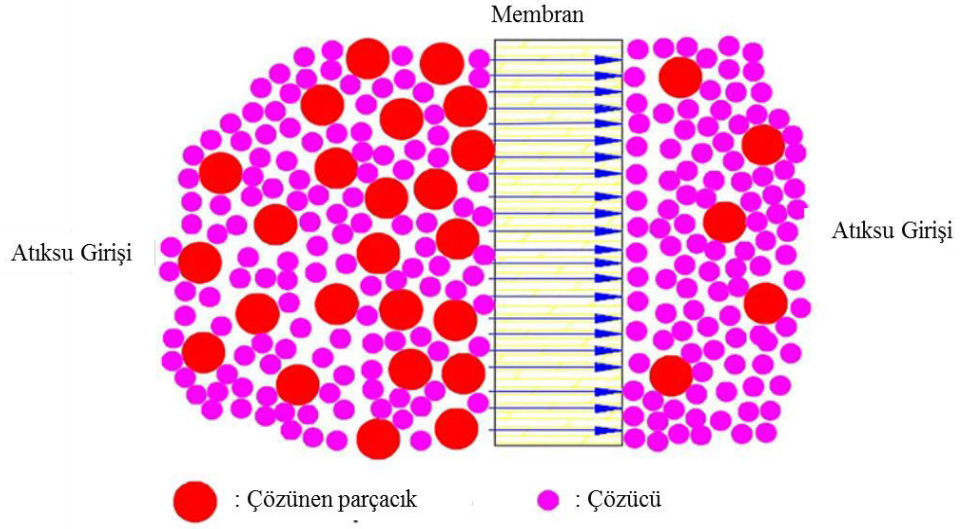 Membran
Atıksu Girişi
Atıksu Girişi
: Çözünen parçacık
: Çözücü